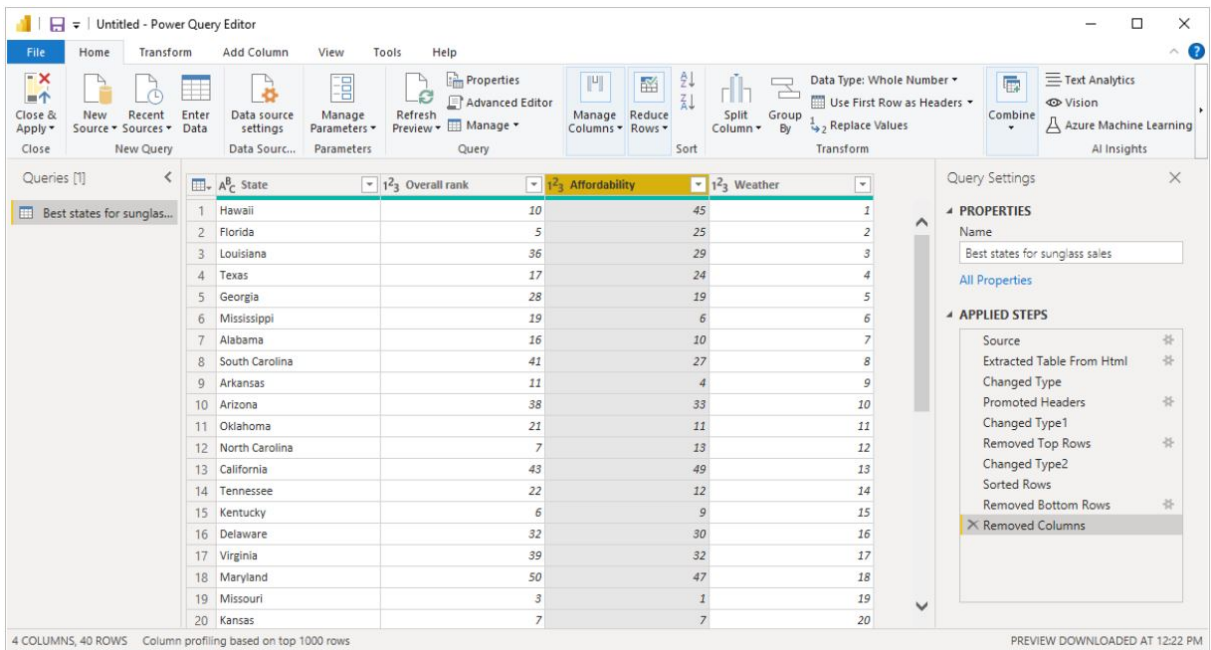 Untitled - Power Query Editor
File Home Transform Add Column View Tools Help
Close & Apply
Close
New Source
Recent Sources
Enter Data
New Query
Data source settings
Data Sourc...
Manage Parameters
Parameters
Refresh Preview
Properties
Advanced Editor
Manage
Query
Manage Columns
Reduce Rows
Sort
Split Column
Group By
Data Type: Whole Number
Use First Row as Headers
Replace Values
Transform
Combine
Text Analytics
Vision
Azure Machine Learning
AI Insights
Queries [1]
Best states for sunglas...
State Overall rank Affordability Weather
1 Hawaii 10 45 1
2 Florida 5 25 2
3 Louisiana 36 29 3
4 Texas 17 24 4
5 Georgia 28 19 5
6 Mississippi 19 6 6
7 Alabama 16 10 7
8 South Carolina 41 27 8
9 Arkansas 11 4 9
10 Arizona 38 33 10
11 Oklahoma 21 11 11
12 North Carolina 7 13 12
13 California 43 49 13
14 Tennessee 22 12 14
15 Kentucky 6 9 15
16 Delaware 32 30 16
17 Virginia 39 32 17
18 Maryland 50 47 18
19 Missouri 3 1 19
20 Kansas 7 7 20
Query Settings
PROPERTIES
Name
Best states for sunglass sales
All Properties
APPLIED STEPS
Source
Extracted Table From Html
Changed Type
Promoted Headers
Changed Type1
Removed Top Rows
Changed Type2
Sorted Rows
Removed Bottom Rows
Removed Columns
4 COLUMNS, 40 ROWS Column profiling based on top 1000 rows
PREVIEW DOWNLOADED AT 12:22 PM